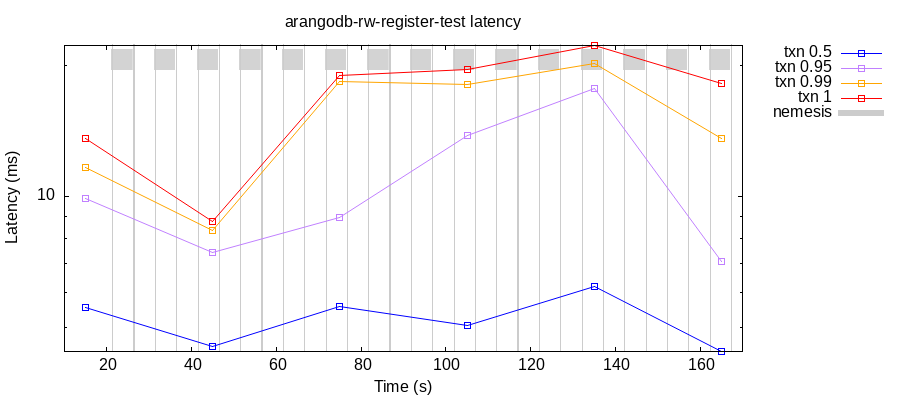 arangodb-rw-register-test latency
txn 0.5
txn 0.95
txn 0.99
txn 1
nemesis
Latency (ms)
10
20 40 60 80 100 120 140 160
Time (s)